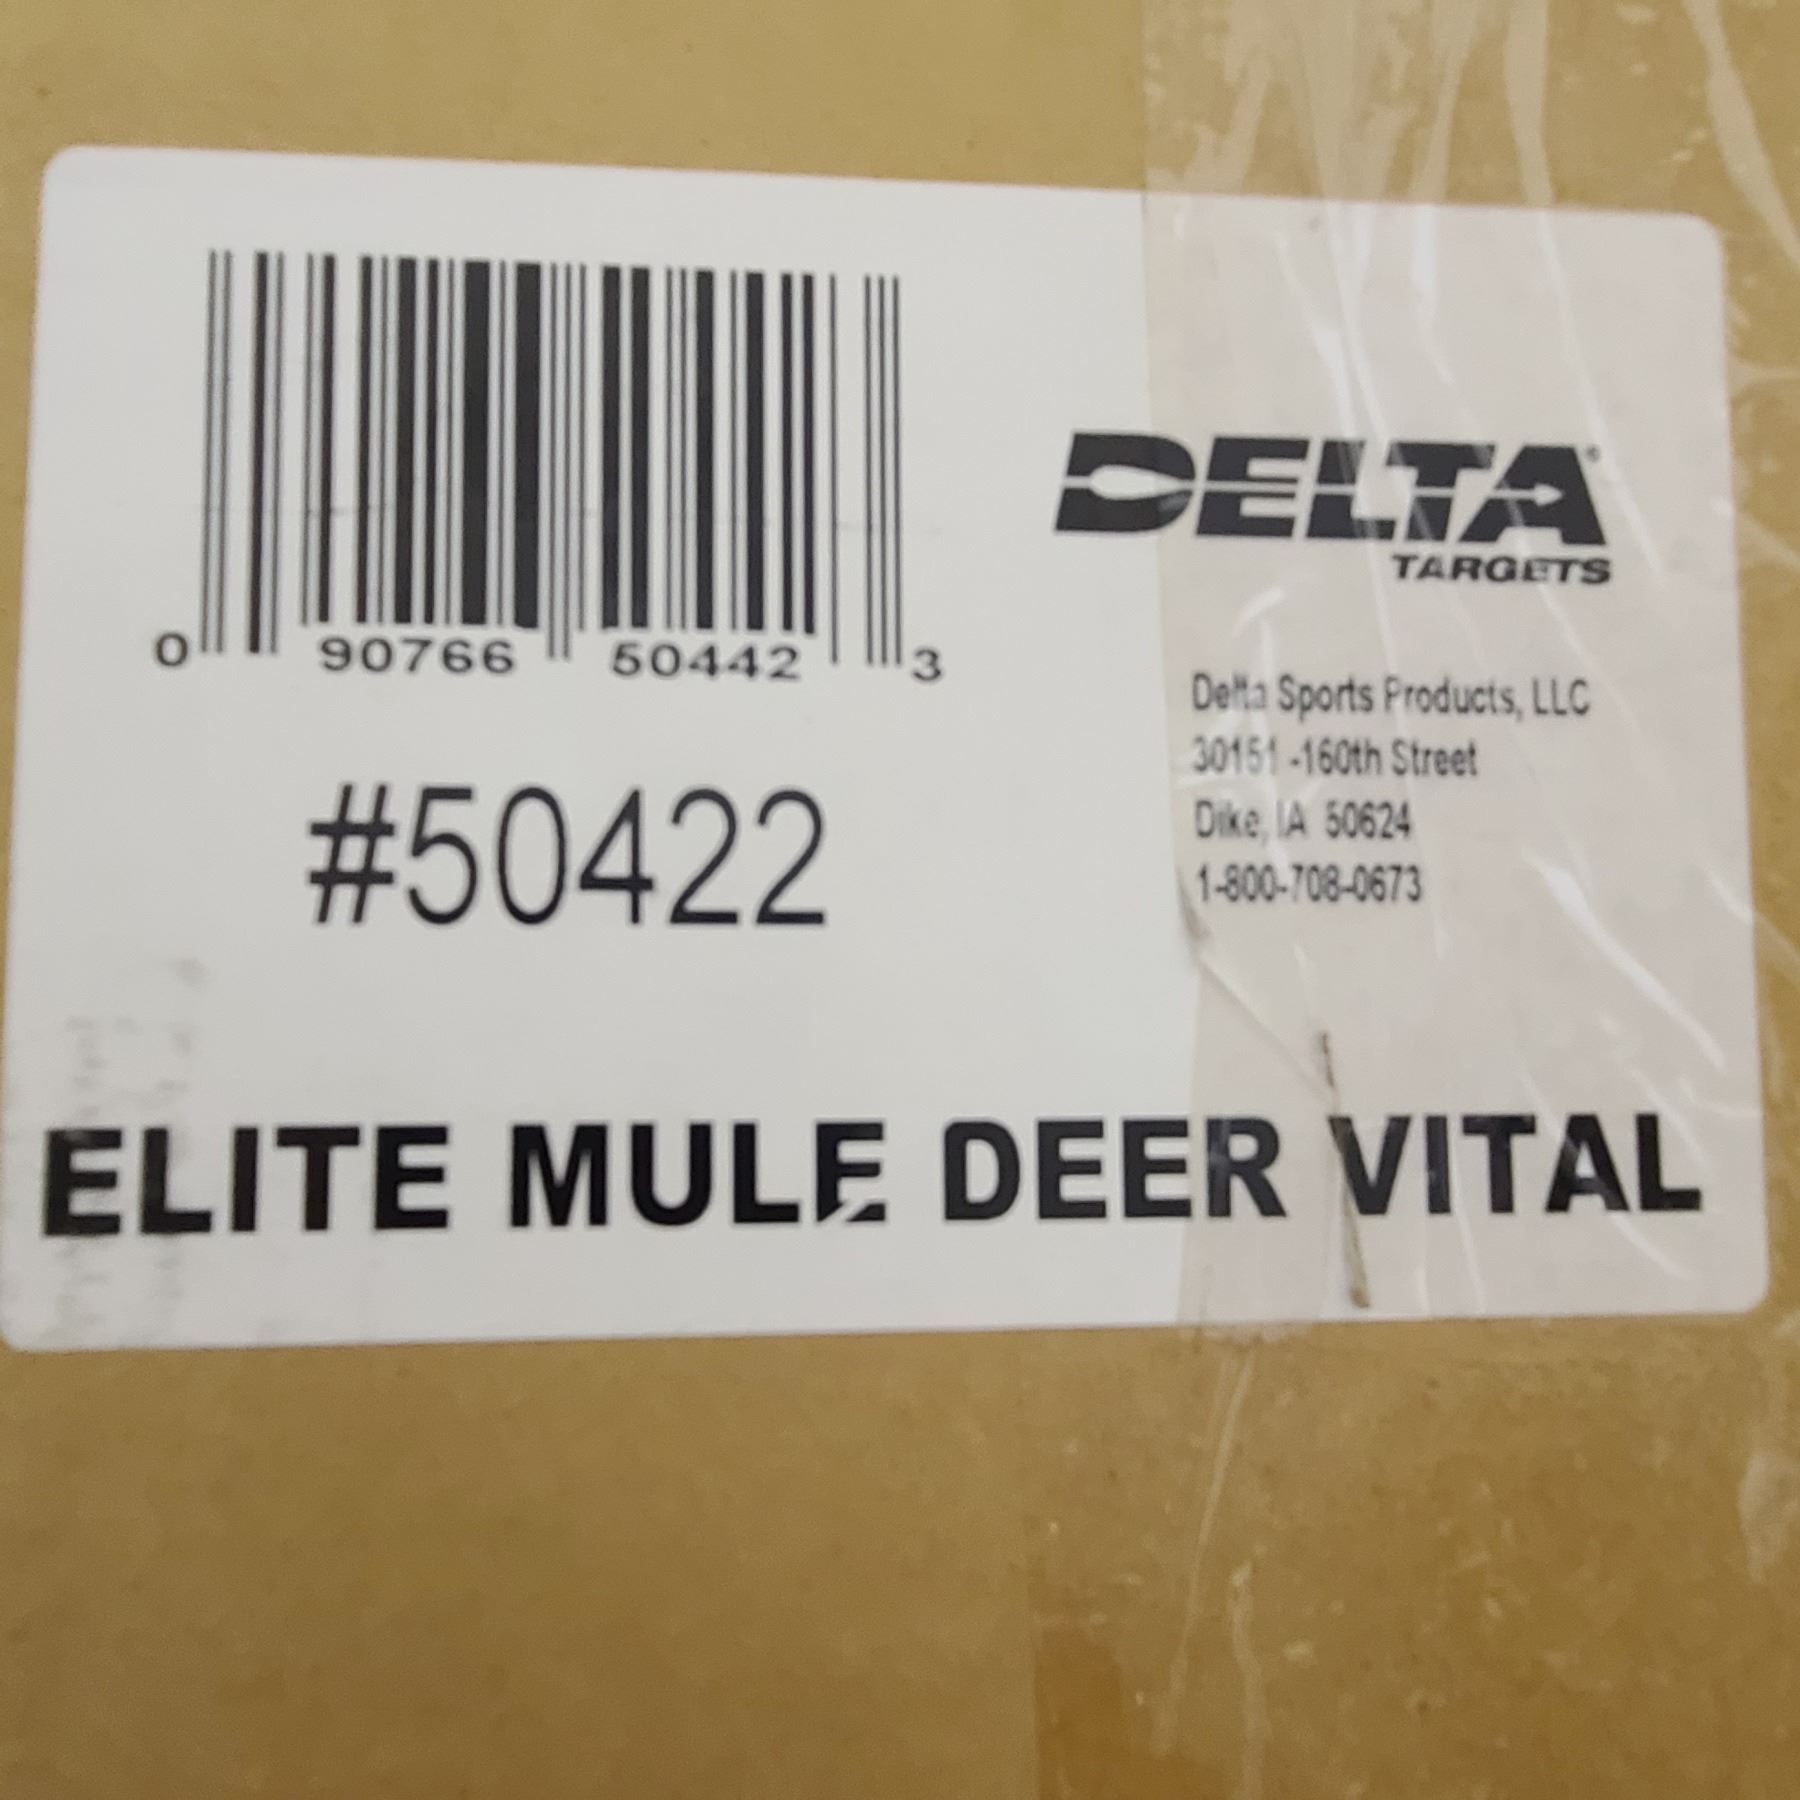 0 90766 50442 3
#50422
DELTA®
TARGETS
Delta Sports Products, LLC
30151 -160th Street
Dike, IA 50624
1-800-708-0673
ELITE MULE DEER VITAL